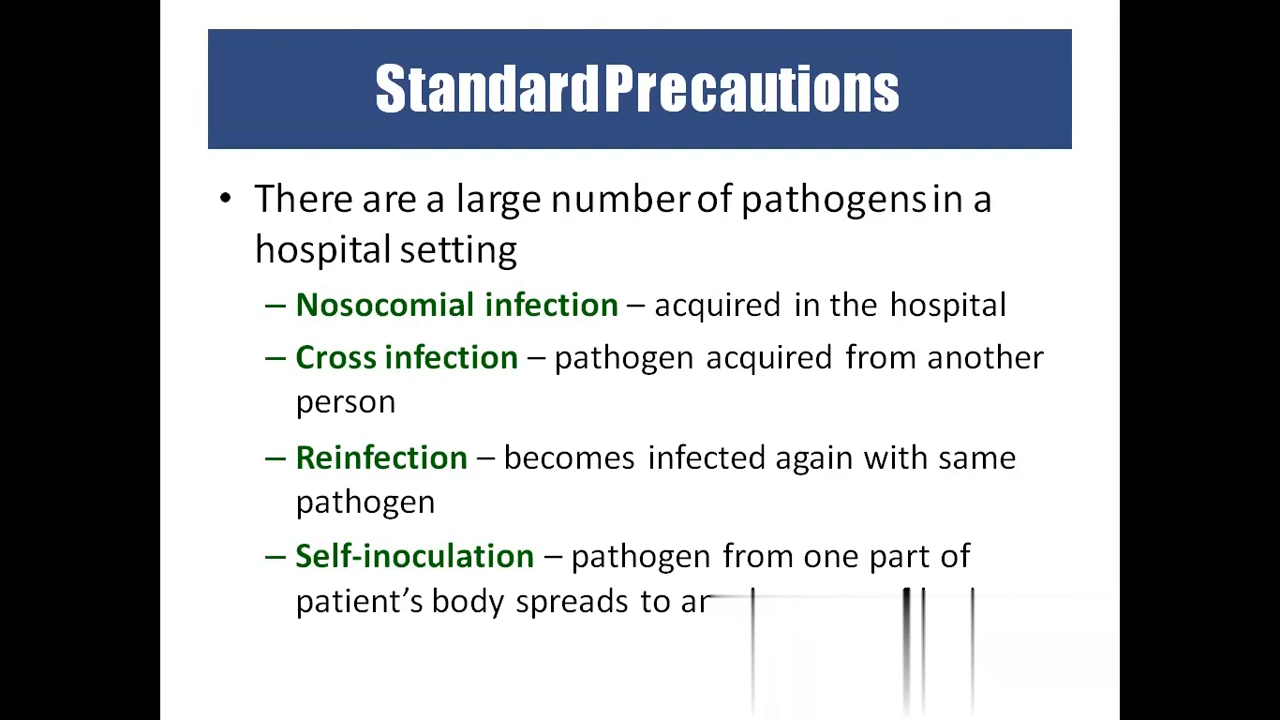 Standard Precautions
• There are a large number of pathogens in a
hospital setting
– Nosocomial infection – acquired in the hospital
– Cross infection – pathogen acquired from another
person
– Reinfection – becomes infected again with same
pathogen
– Self-inoculation – pathogen from one part of
patient’s body spreads to